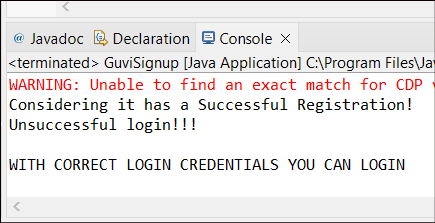 @ Javadoc Declaration Console
<terminated> GuviSignup [Java Application] C:\Program Files\Jav
WARNING: Unable to find an exact match for CDP
Considering it has a Successful Registration!
Unsuccessful login!!!
WITH CORRECT LOGIN CREDENTIALS YOU CAN LOGIN